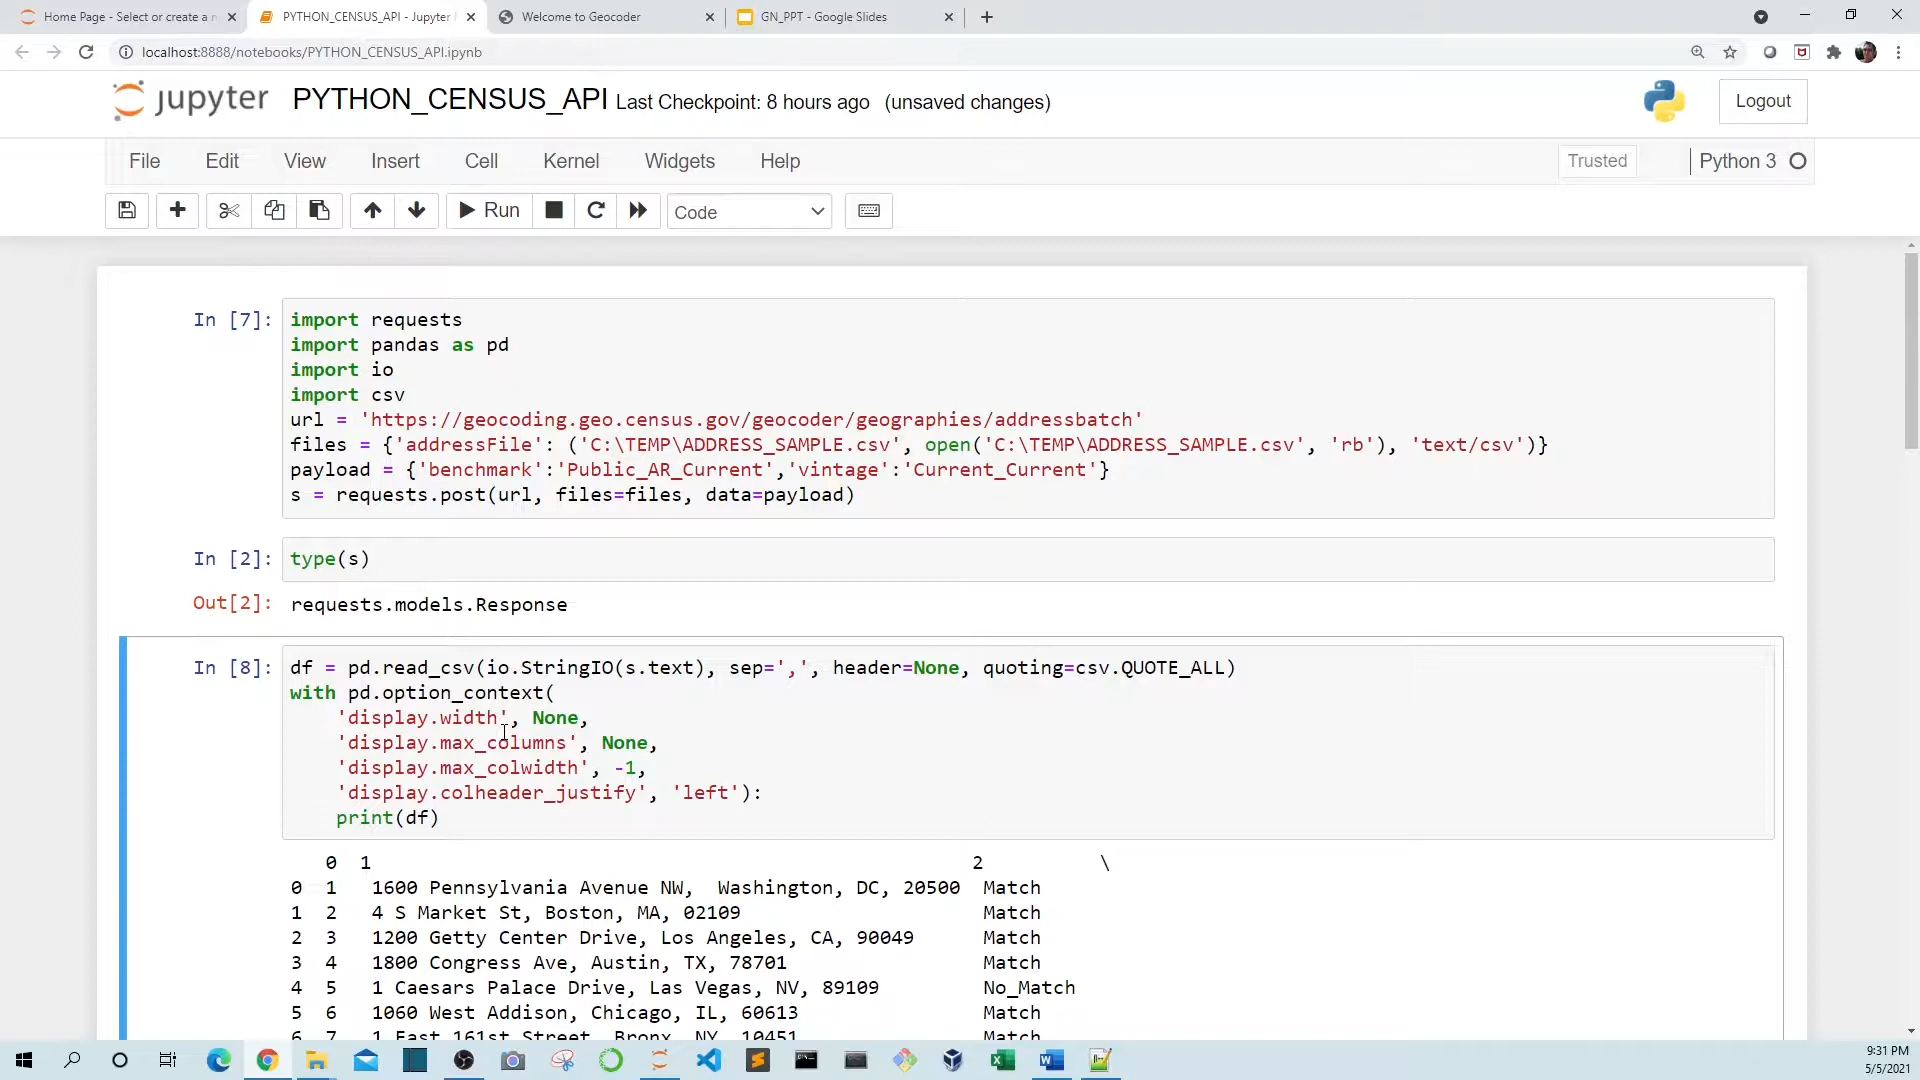 Home Page - Select or create a n
PYTHON_CENSUS_API - Jupyter
Welcome to Geocoder
GN_PPT - Google Slides
localhost:8888/notebooks/PYTHON_CENSUS_API.ipynb
jupyter PYTHON_CENSUS_API Last Checkpoint: 8 hours ago (unsaved changes)
Logout
File Edit View Insert Cell Kernel Widgets Help
Trusted
Python 3
Run
Code
In [7]: import requests
import pandas as pd
import io
import csv
url = 'https://geocoding.geo.census.gov/geocoder/geographies/addressbatch'
files = {'addressFile': ('C:\TEMP\ADDRESS_SAMPLE.csv', open('C:\TEMP\ADDRESS_SAMPLE.csv', 'rb'), 'text/csv')}
payload = {'benchmark':'Public_AR_Current','vintage':'Current_Current'}
s = requests.post(url, files=files, data=payload)
In [2]: type(s)
Out[2]: requests.models.Response
In [8]: df = pd.read_csv(io.StringIO(s.text), sep=',', header=None, quoting=csv.QUOTE_ALL)
with pd.option_context(
'display.width', None,
'display.max_columns', None,
'display.max_colwidth', -1,
'display.colheader_justify', 'left'):
print(df)
0 1 2 \
0 1 1600 Pennsylvania Avenue NW, Washington, DC, 20500 Match
1 2 4 S Market St, Boston, MA, 02109 Match
2 3 1200 Getty Center Drive, Los Angeles, CA, 90049 Match
3 4 1800 Congress Ave, Austin, TX, 78701 Match
4 5 1 Caesars Palace Drive, Las Vegas, NV, 89109 No_Match
5 6 1060 West Addison, Chicago, IL, 60613 Match
6 7 1 East 161st Street, Bronx, NY, 10451 Match
9:31 PM
5/5/2021